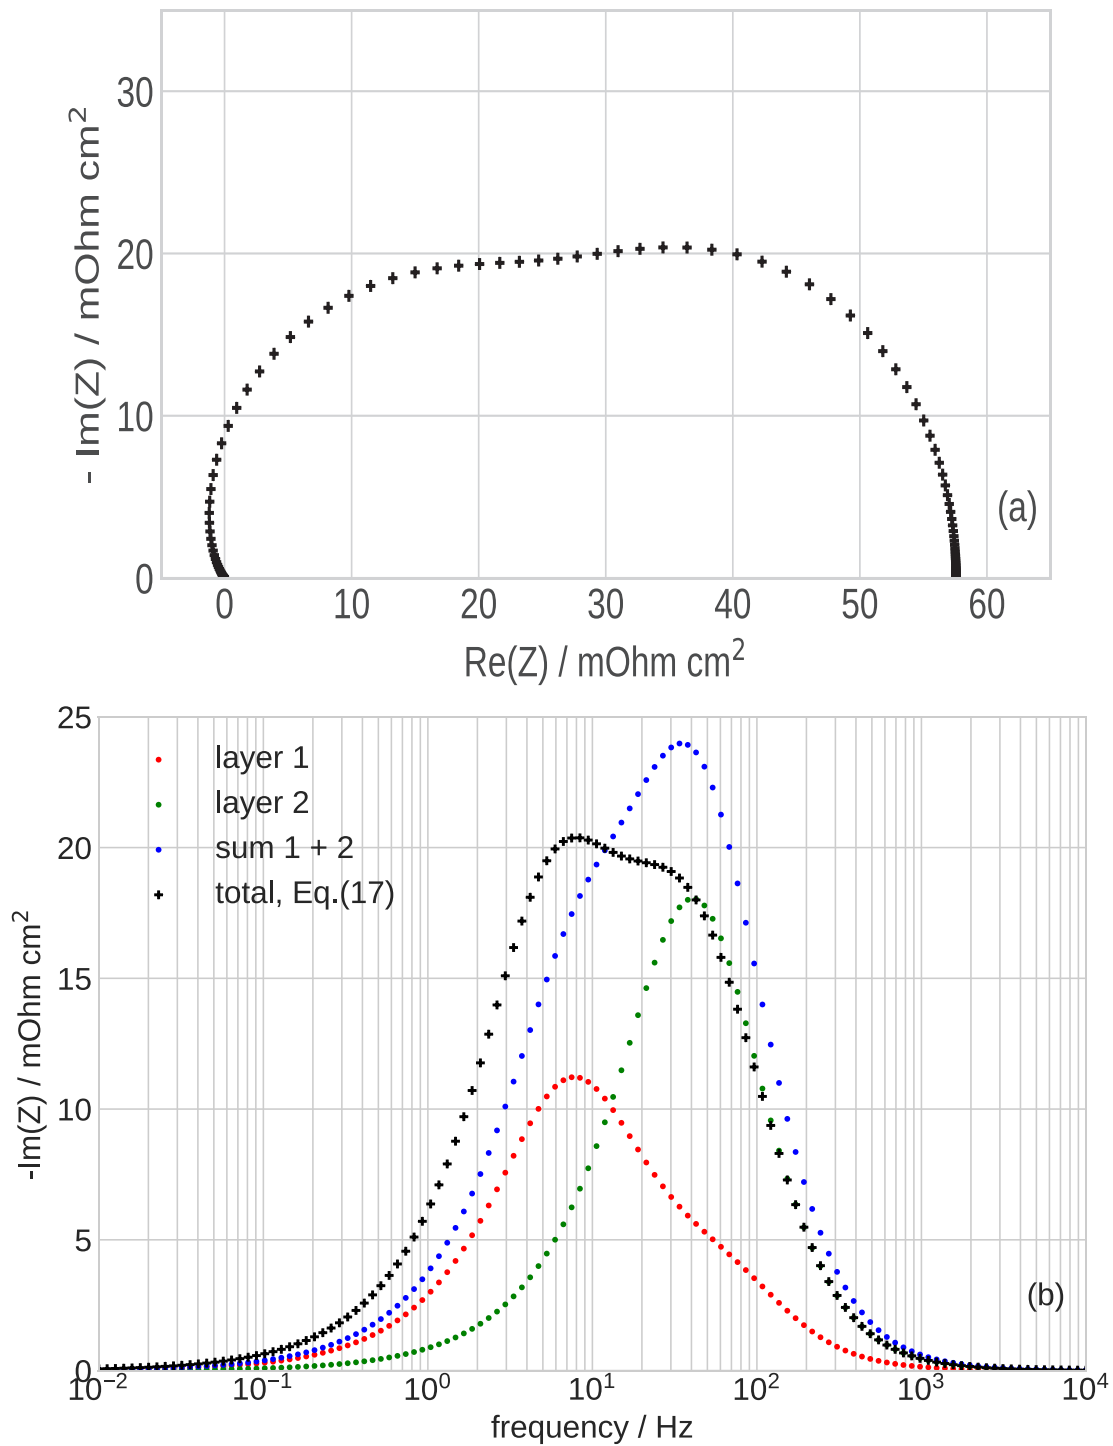 - Im(Z) / mOhm cm²
30
20
10
0
0 10 20 30 40 50 60
(a)
Re(Z) / mOhm cm²
-Im(Z) / mOhm cm²
25
20
15
10
5
0
layer 1
layer 2
sum 1 + 2
total, Eq.(17)
(b)
10⁻² 10⁻¹ 10⁰ 10¹ 10² 10³ 10⁴
frequency / Hz